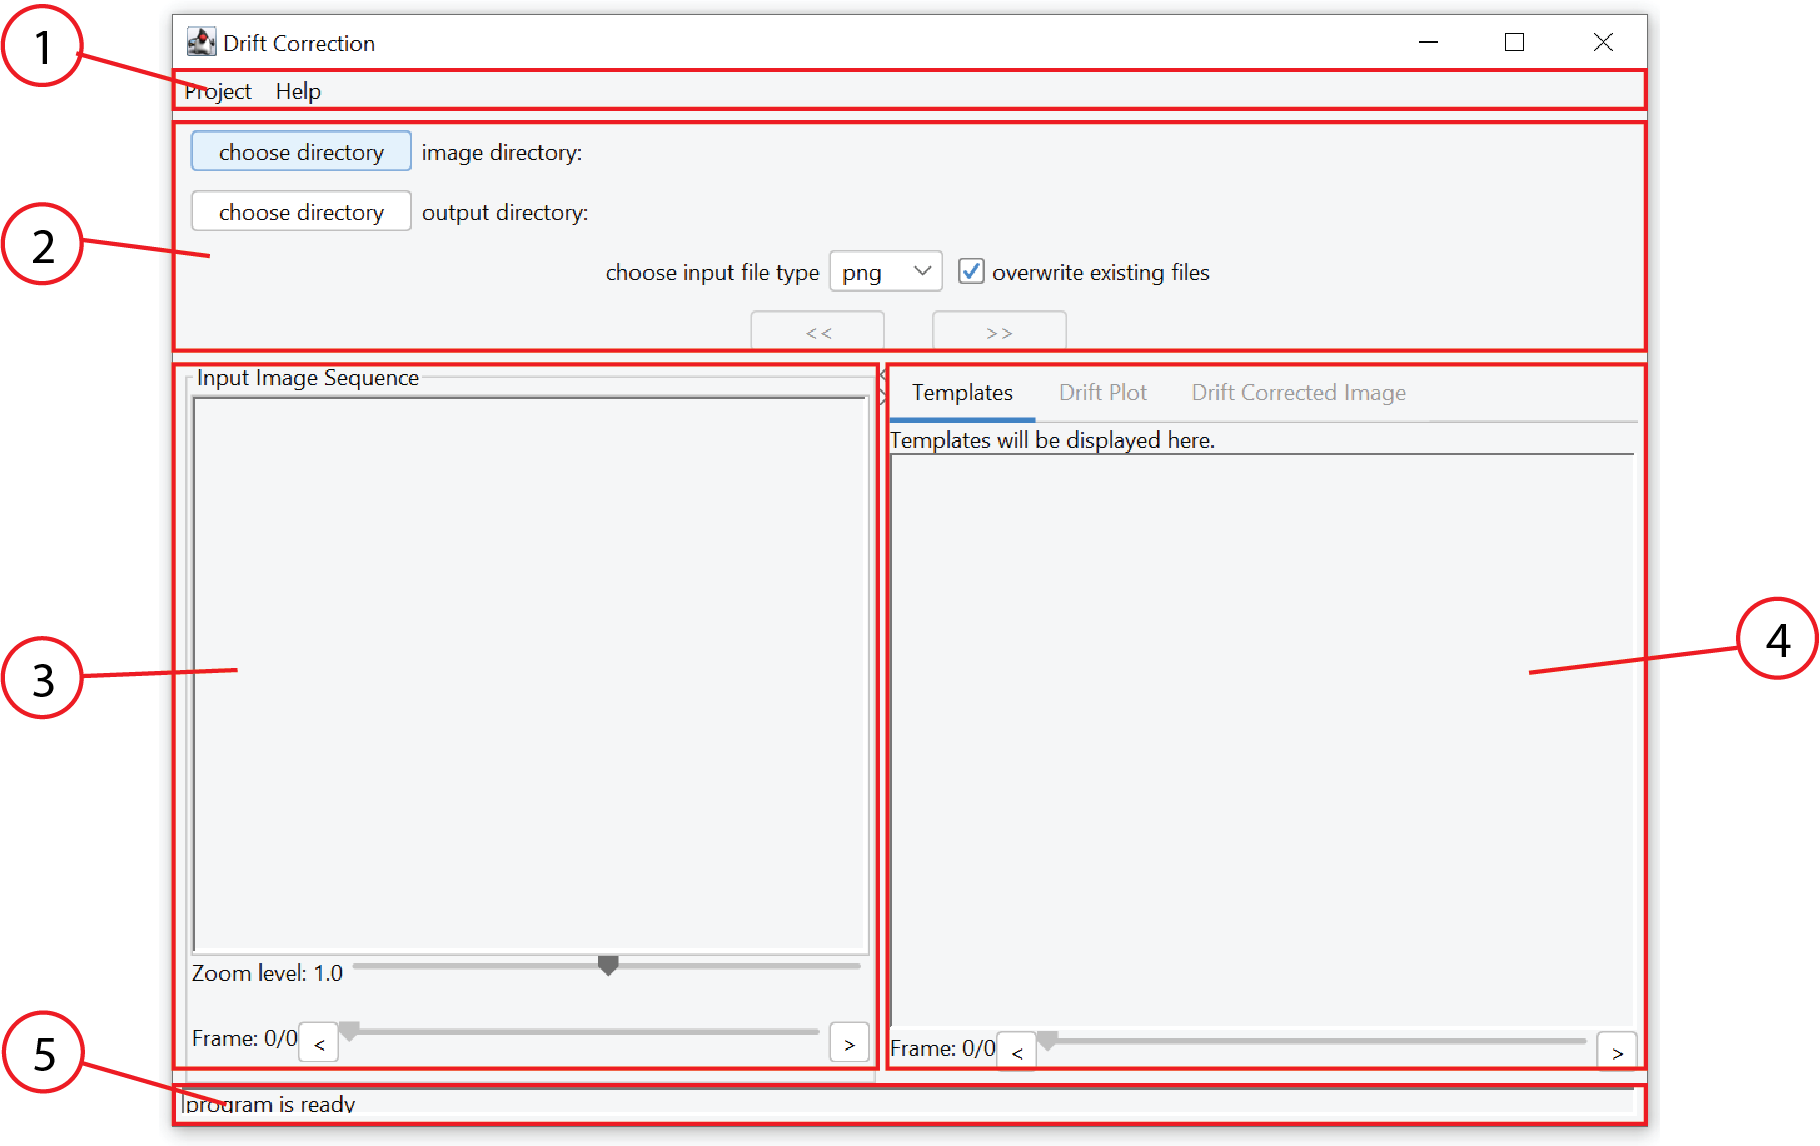 1
Drift Correction
Project Help
choose directory image directory:
choose directory output directory:
2
choose input file type png overwrite existing files
<< >>
Input Image Sequence
Templates Drift Plot Drift Corrected Image
Templates will be displayed here.
3
4
Zoom level: 1.0
Frame: 0/0 < >
Frame: 0/0 < >
5
program is ready